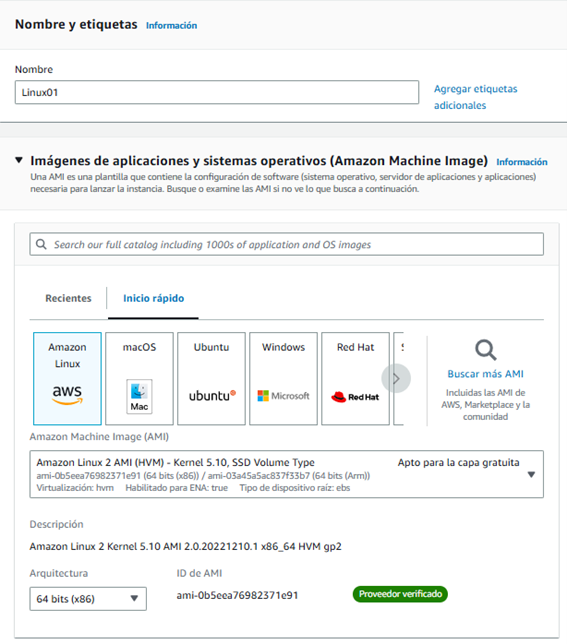 Nombre y etiquetas Información
Nombre
Linux01
Agregar etiquetas
adicionales
Imágenes de aplicaciones y sistemas operativos (Amazon Machine Image) Información
Una AMI es una plantilla que contiene la configuración de software (sistema operativo, servidor de aplicaciones y aplicaciones)
necesaria para lanzar la instancia. Busque o examine las AMI si no ve lo que busca a continuación.
Search our full catalog including 1000s of application and OS images
Recientes Inicio rápido
Amazon
Linux
aws
macOS
Mac
Ubuntu
ubuntu
Windows
Microsoft
Red Hat
Red Hat
S
Buscar más AMI
Incluidas las AMI de
AWS, Marketplace y la
comunidad
Amazon Machine Image (AMI)
Amazon Linux 2 AMI (HVM) - Kernel 5.10, SSD Volume Type Apto para la capa gratuita
ami-0b5eea76982371e91 (64 bits (x86)) / ami-03a45a5ac837f33b7 (64 bits (Arm))
Virtualización: hvm Habilitado para ENA: true Tipo de dispositivo raíz: ebs
Descripción
Amazon Linux 2 Kernel 5.10 AMI 2.0.20221210.1 x86_64 HVM gp2
Arquitectura ID de AMI
64 bits (x86) ami-0b5eea76982371e91 Proveedor verificado